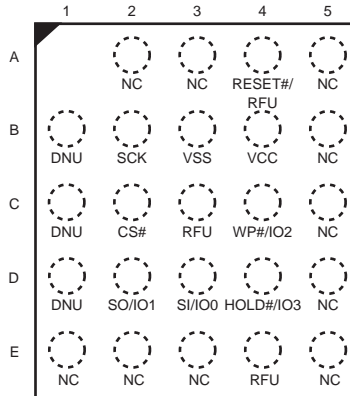 1 2 3 4 5
A
NC NC RESET#/ NC
RFU
B
DNU SCK VSS VCC NC
C
DNU CS# RFU WP#/IO2 NC
D
DNU SO/IO1 SI/IO0 HOLD#/IO3 NC
E
NC NC NC RFU NC